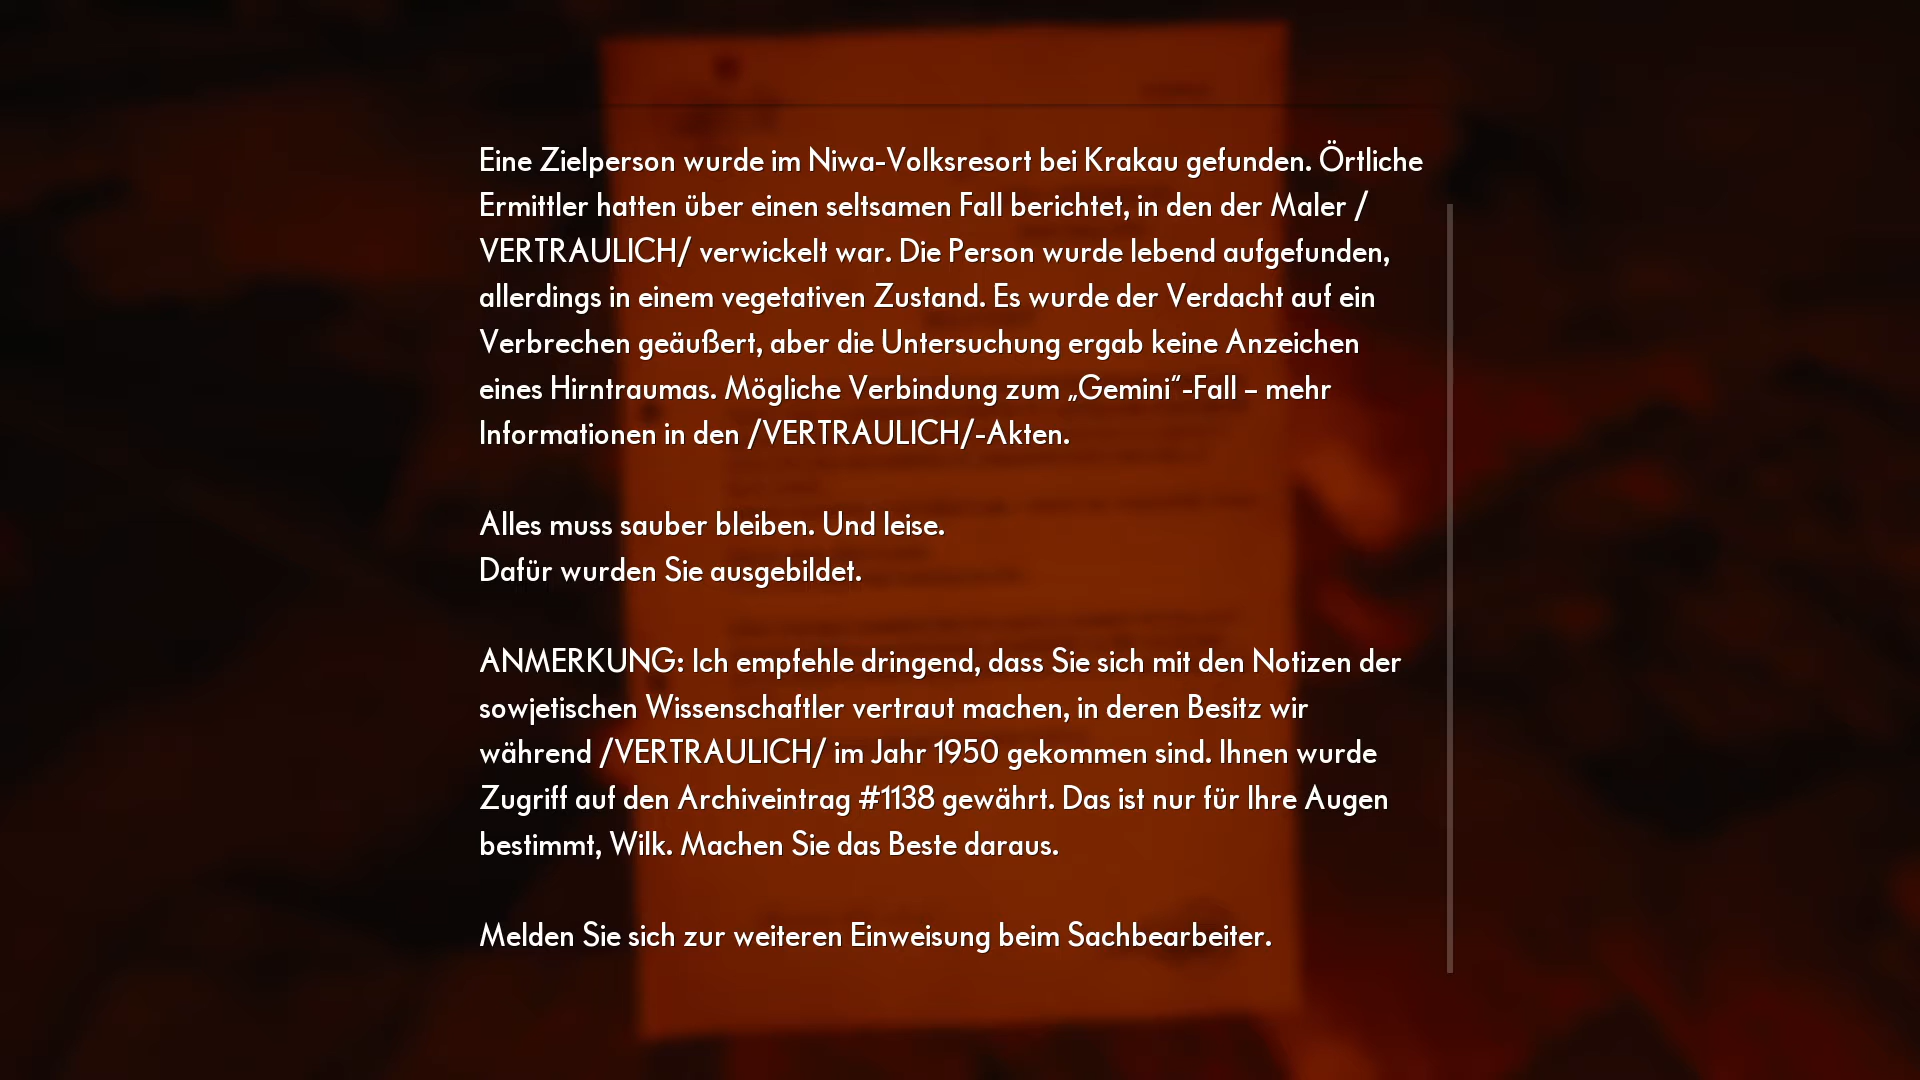 Eine Zielperson wurde im Niwa-Volksresort bei Krakau gefunden. Örtliche
Ermittler hatten über einen seltsamen Fall berichtet, in den der Maler /
VERTRAULICH/ verwickelt war. Die Person wurde lebend aufgefunden,
allerdings in einem vegetativen Zustand. Es wurde der Verdacht auf ein
Verbrechen geäußert, aber die Untersuchung ergab keine Anzeichen
eines Hirntraumas. Mögliche Verbindung zum „Gemini“-Fall – mehr
Informationen in den /VERTRAULICH/-Akten.
Alles muss sauber bleiben. Und leise.
Dafür wurden Sie ausgebildet.
ANMERKUNG: Ich empfehle dringend, dass Sie sich mit den Notizen der
sowjetischen Wissenschaftler vertraut machen, in deren Besitz wir
während /VERTRAULICH/ im Jahr 1950 gekommen sind. Ihnen wurde
Zugriff auf den Archiveintrag #1138 gewährt. Das ist nur für Ihre Augen
bestimmt, Wilk. Machen Sie das Beste daraus.
Melden Sie sich zur weiteren Einweisung beim Sachbearbeiter.